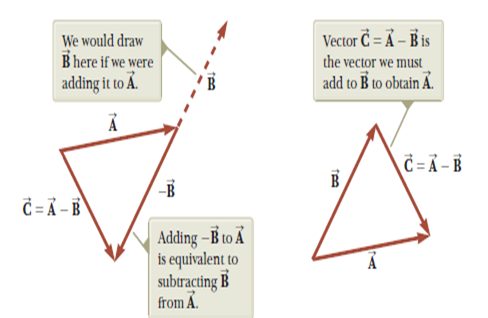 We would draw
B⃗ here if we were
adding it to A⃗.
B⃗
A⃗
−B⃗
C⃗ = A⃗ − B⃗
Adding −B⃗ to A⃗
is equivalent to
subtracting B⃗
from A⃗.
Vector C⃗ = A⃗ − B⃗ is
the vector we must
add to B⃗ to obtain A⃗.
B⃗
C⃗ = A⃗ − B⃗
A⃗